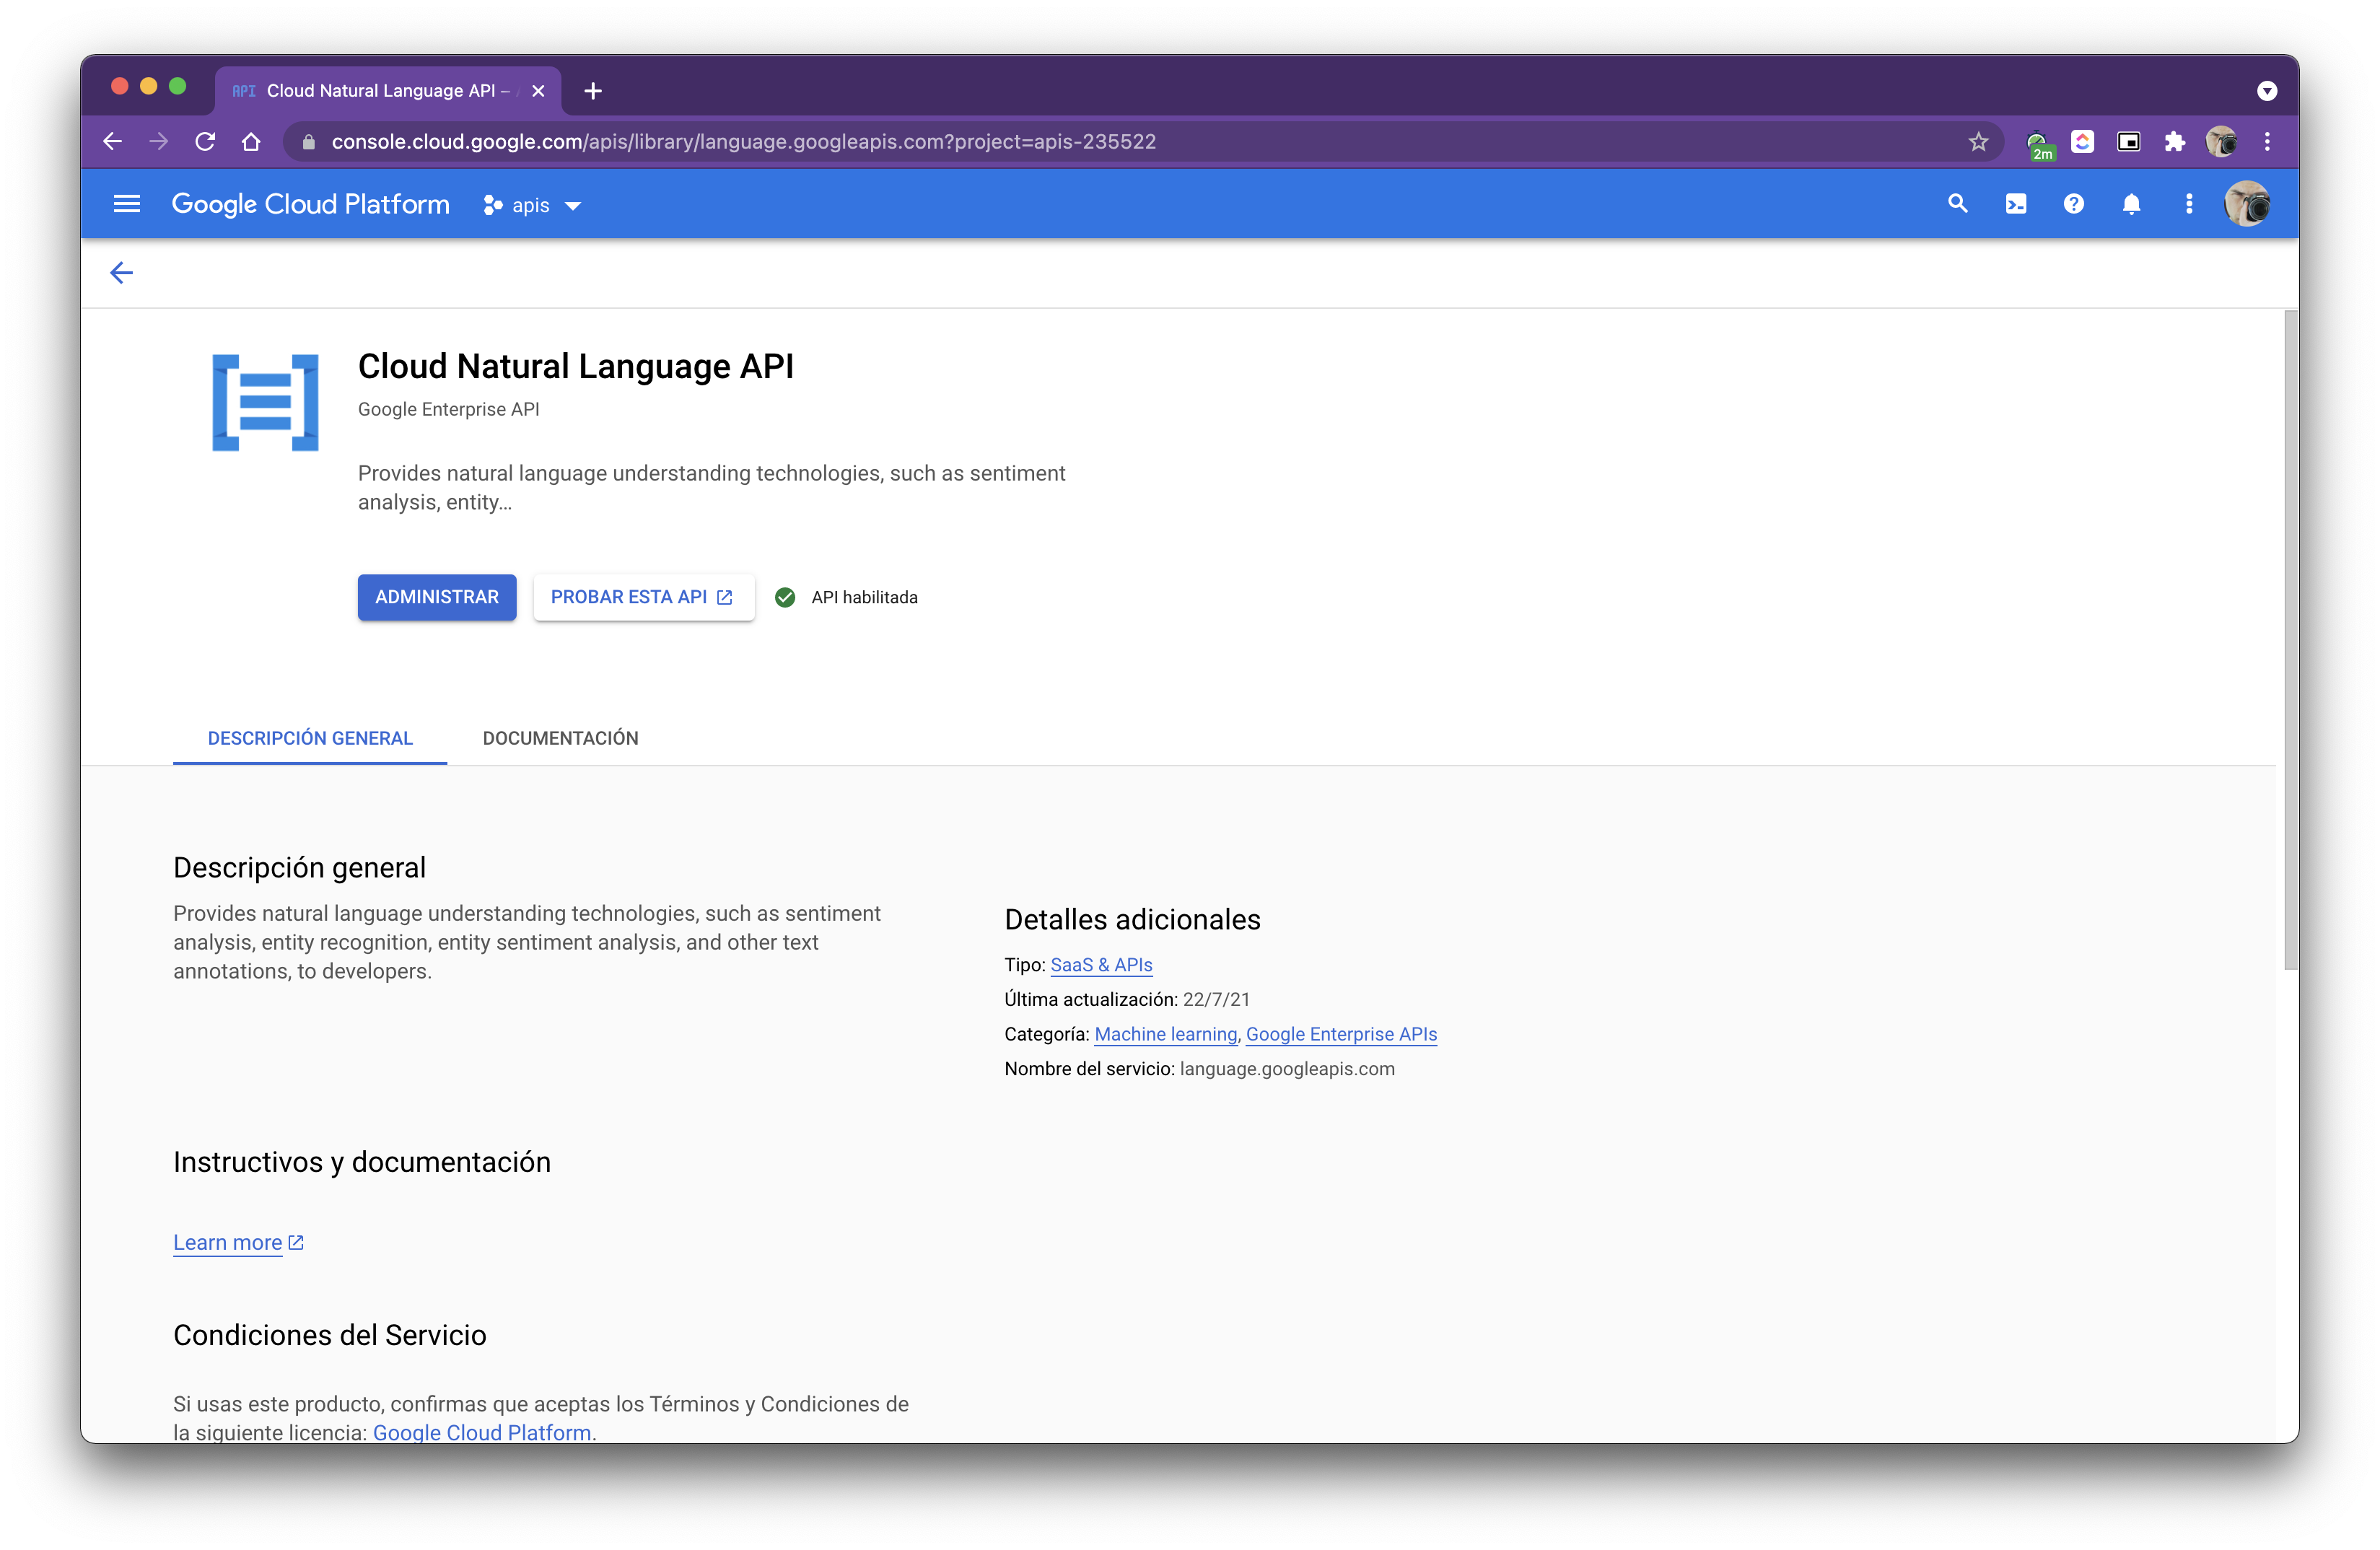 API Cloud Natural Language API –
console.cloud.google.com/apis/library/language.googleapis.com?project=apis-235522
2m
Google Cloud Platform apis
Cloud Natural Language API
Google Enterprise API
Provides natural language understanding technologies, such as sentiment
analysis, entity...
ADMINISTRAR PROBAR ESTA API API habilitada
DESCRIPCIÓN GENERAL DOCUMENTACIÓN
Descripción general
Provides natural language understanding technologies, such as sentiment
analysis, entity recognition, entity sentiment analysis, and other text
annotations, to developers.
Detalles adicionales
Tipo: SaaS & APIs
Última actualización: 22/7/21
Categoría: Machine learning, Google Enterprise APIs
Nombre del servicio: language.googleapis.com
Instructivos y documentación
Learn more
Condiciones del Servicio
Si usas este producto, confirmas que aceptas los Términos y Condiciones de
la siguiente licencia: Google Cloud Platform.